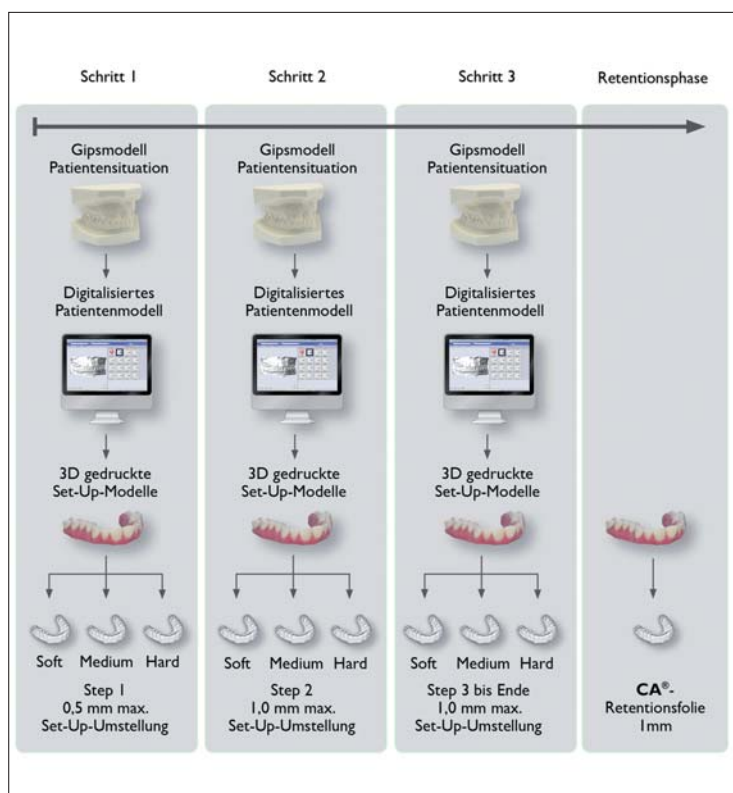 Schritt 1
Schritt 2
Schritt 3
Retentionsphase
Gipsmodell
Patientensituation
Digitalisiertes
Patientenmodell
3D gedruckte
Set-Up-Modelle
Soft Medium Hard
Step 1
0,5 mm max.
Set-Up-Umstellung
Gipsmodell
Patientensituation
Digitalisiertes
Patientenmodell
3D gedruckte
Set-Up-Modelle
Soft Medium Hard
Step 2
1,0 mm max.
Set-Up-Umstellung
Gipsmodell
Patientensituation
Digitalisiertes
Patientenmodell
3D gedruckte
Set-Up-Modelle
Soft Medium Hard
Step 3 bis Ende
1,0 mm max.
Set-Up-Umstellung
CA®-
Retentionsfolie
1mm